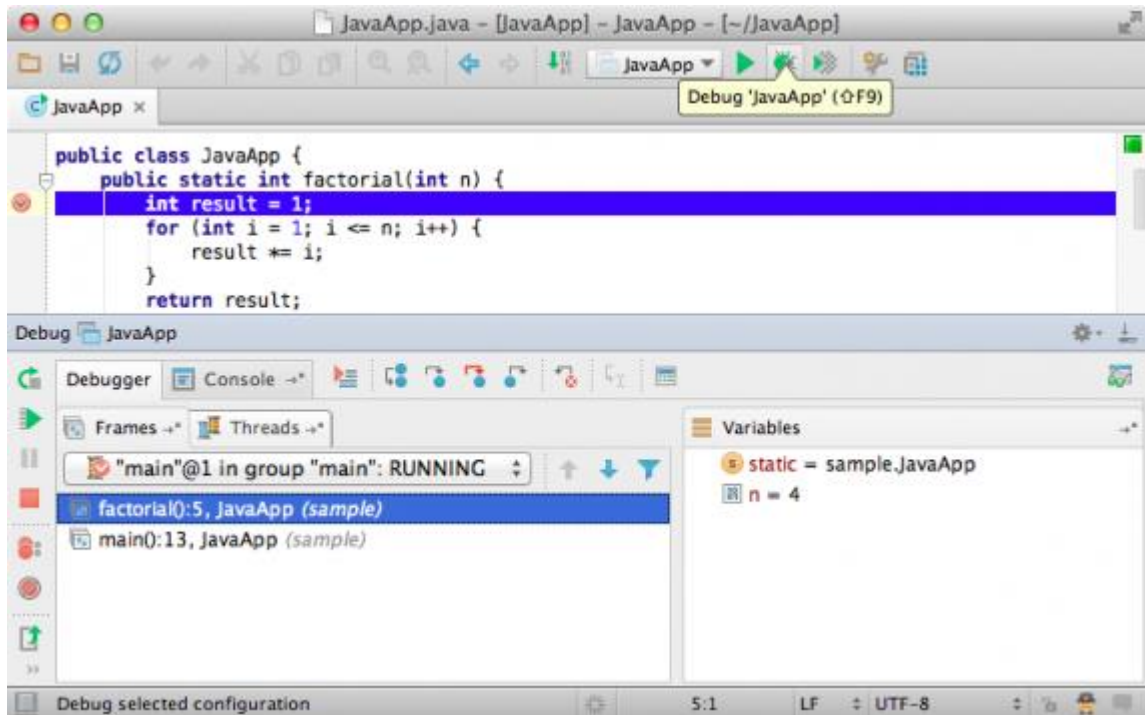 JavaApp.java – [JavaApp] – JavaApp – [~/JavaApp]
JavaApp
Debug 'JavaApp' (⇧F9)
JavaApp ×
public class JavaApp {
public static int factorial(int n) {
int result = 1;
for (int i = 1; i <= n; i++) {
result *= i;
}
return result;
Debug JavaApp
Debugger Console
Frames Threads
Variables
"main"@1 in group "main": RUNNING
static = sample.JavaApp
n = 4
factorial():5, JavaApp (sample)
main():13, JavaApp (sample)
Debug selected configuration 5:1 LF UTF-8